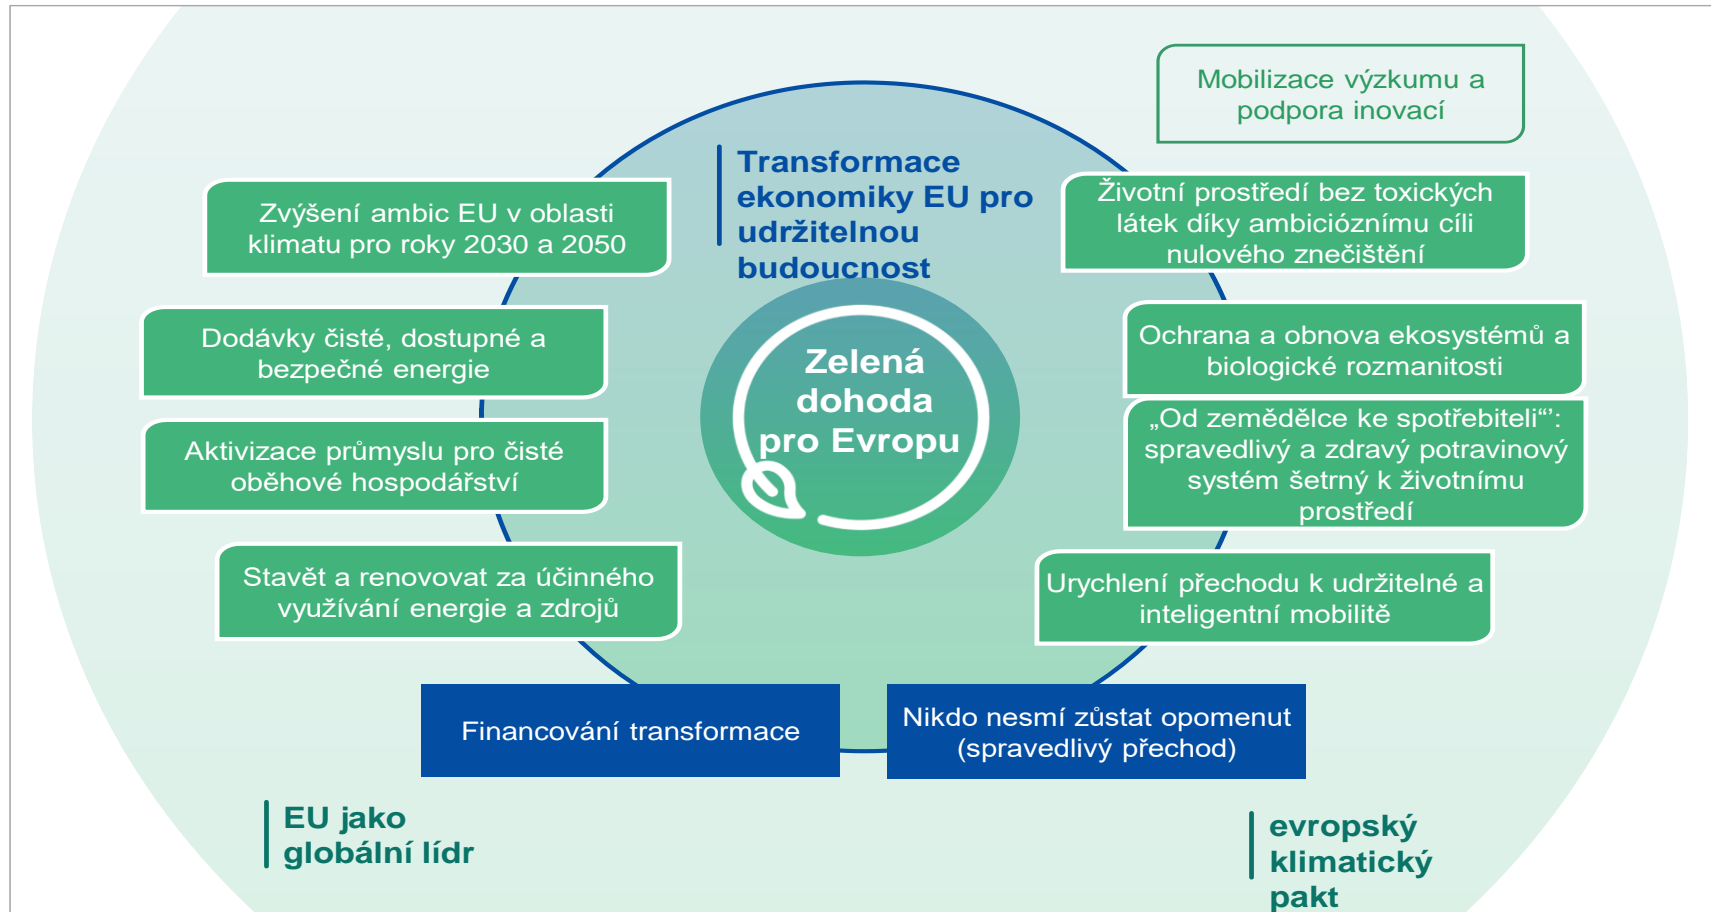 Mobilizace výzkumu a
podpora inovací
Transformace
ekonomiky EU pro
udržitelnou
budoucnost
Zvýšení ambic EU v oblasti
klimatu pro roky 2030 a 2050
Životní prostředí bez toxických
látek díky ambicióznímu cíli
nulového znečištění
Dodávky čisté, dostupné a
bezpečné energie
Ochrana a obnova ekosystémů a
biologické rozmanitosti
Zelená
dohoda
pro Evropu
Aktivizace průmyslu pro čisté
oběhové hospodářství
„Od zemědělce ke spotřebiteli“’:
spravedlivý a zdravý potravinový
systém šetrný k životnímu
prostředí
Stavět a renovovat za účinného
využívání energie a zdrojů
Urychlení přechodu k udržitelné a
inteligentní mobilitě
Financování transformace
Nikdo nesmí zůstat opomenut
(spravedlivý přechod)
EU jako
globální lídr
evropský
klimatický
pakt